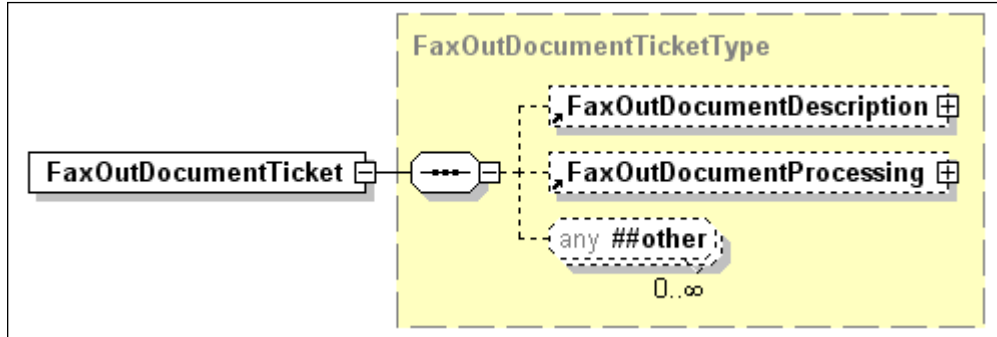 FaxOutDocumentTicketType
FaxOutDocumentDescription
FaxOutDocumentTicket
FaxOutDocumentProcessing
any ##other
0..∞